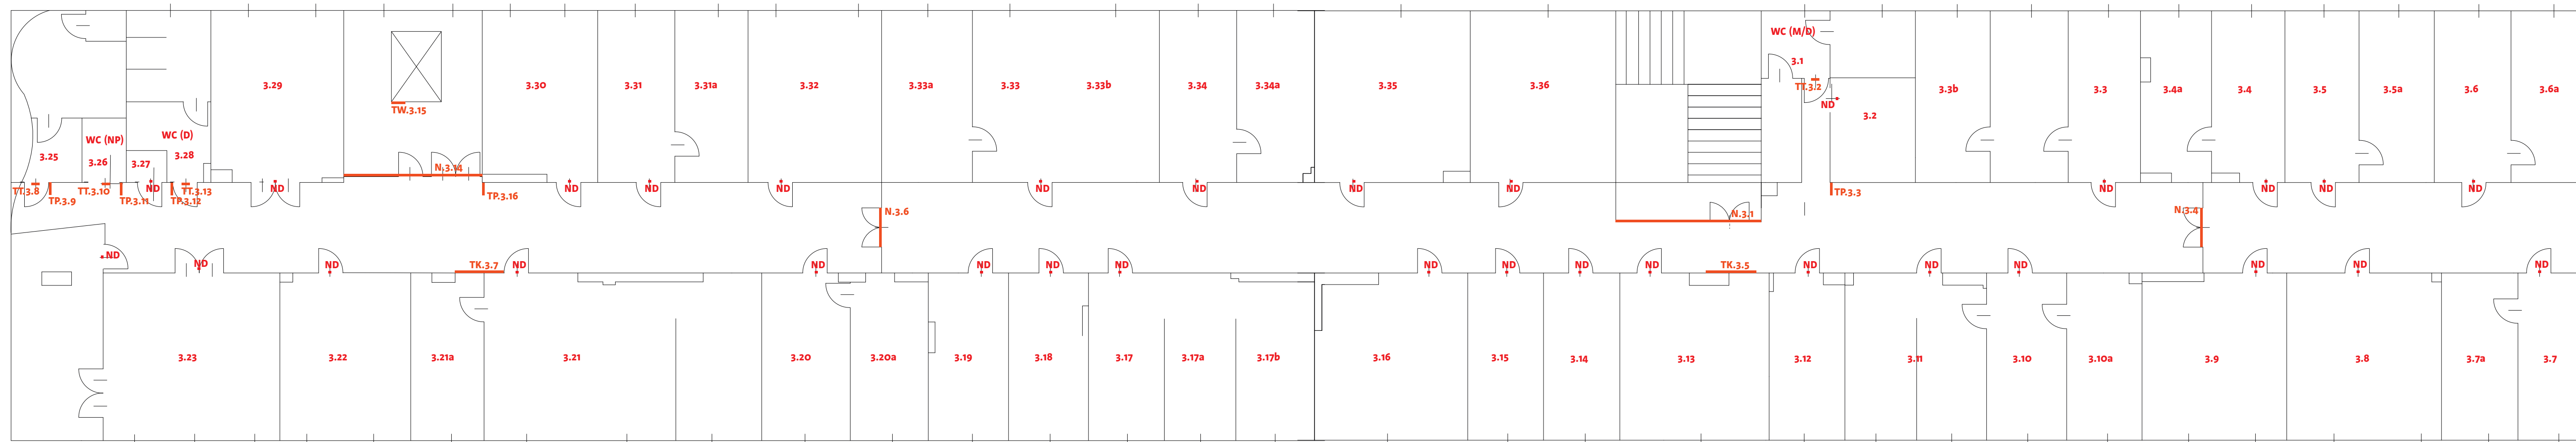 WC (M/D)
3.1
3.29
3.30
3.31
3.31a
3.32
3.33a
3.33
3.33b
3.34
3.34a
3.35
3.36
TT.3.2
3.3b
3.3
3.4a
3.4
3.5
3.5a
3.6
3.6a
ND
TW.3.15
3.2
WC (NP)
WC (D)
3.25
3.26
3.27
3.28
N.3.14
TT.3.8
TT.3.10
ND
TT.3.13
ND
ND
ND
ND
ND
ND
ND
ND
ND
ND
ND
ND
TP.3.9
TP.3.11
TP.3.12
TP.3.16
TP.3.3
N.3.6
N.3.1
N.3.4
ND
ND
ND
TK.3.7
ND
ND
ND
ND
ND
ND
ND
ND
ND
TK.3.5
ND
ND
ND
ND
ND
ND
3.23
3.22
3.21a
3.21
3.20
3.20a
3.19
3.18
3.17
3.17a
3.17b
3.16
3.15
3.14
3.13
3.12
3.11
3.10
3.10a
3.9
3.8
3.7a
3.7